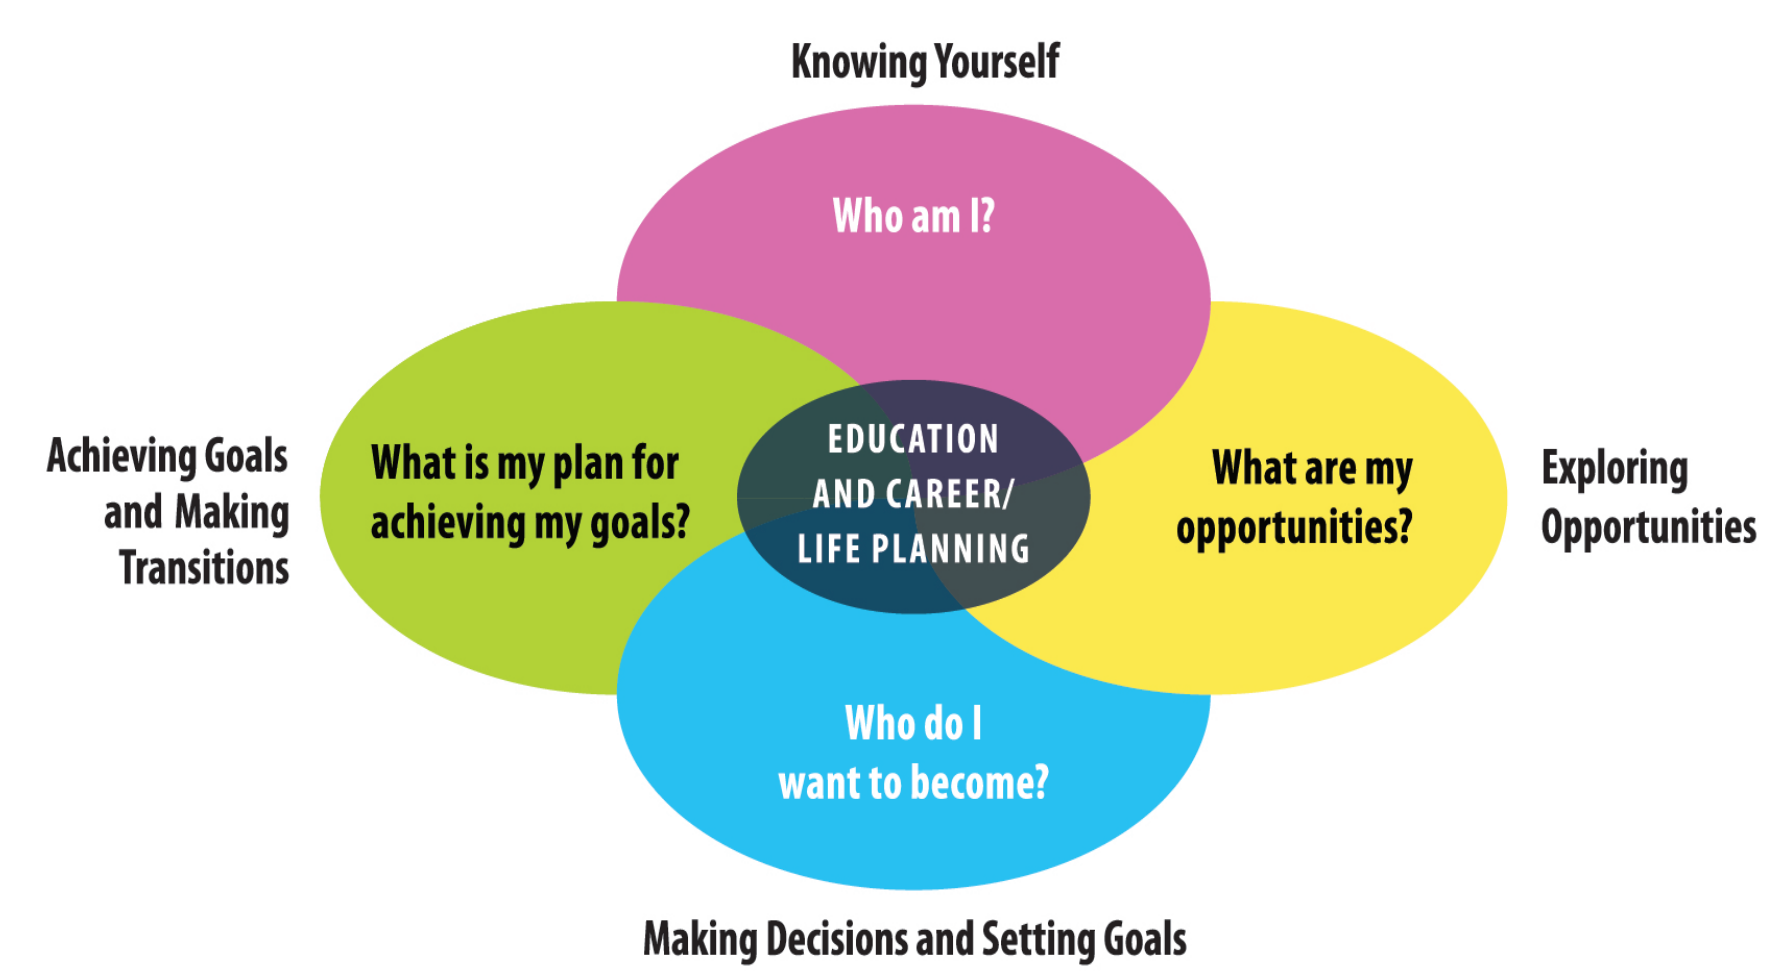 Knowing Yourself
Who am I?
Achieving Goals
and Making
Transitions
What is my plan for
achieving my goals?
EDUCATION
AND CAREER/
LIFE PLANNING
What are my
opportunities?
Exploring
Opportunities
Who do I
want to become?
Making Decisions and Setting Goals